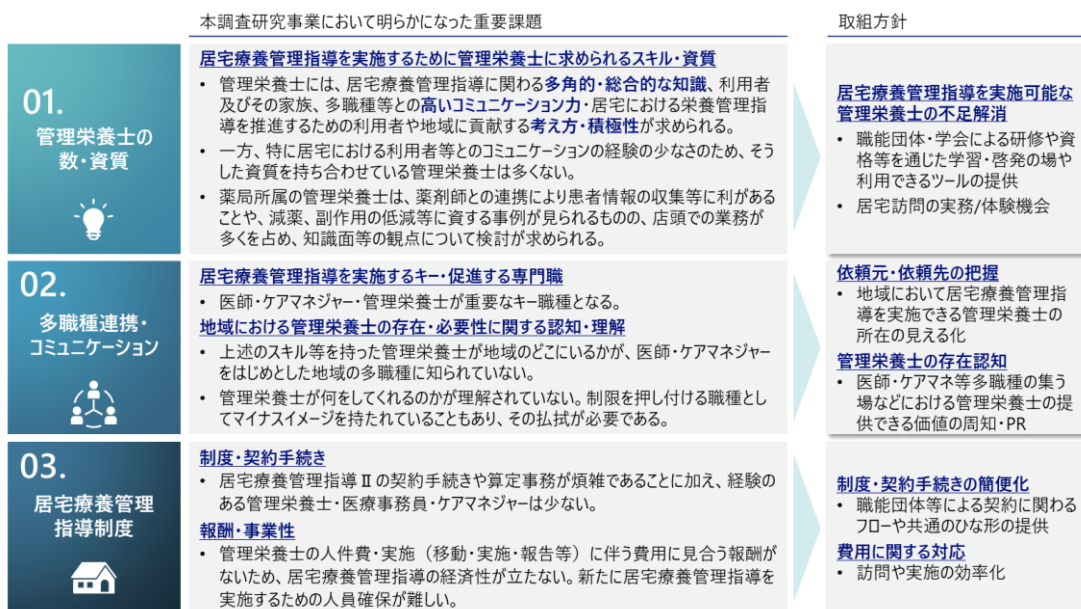 本調査研究事業において明らかになった重要課題
取組方針
01.
管理栄養士の
数・資質
居宅療養管理指導を実施するために管理栄養士に求められるスキル・資質
• 管理栄養士には、居宅療養管理指導に関わる多角的・総合的な知識、利用者
及びその家族、多職種等との高いコミュニケーション力・居宅における栄養管理指
導を推進するための利用者や地域に貢献する考え方・積極性が求められる。
• 一方、特に居宅における利用者等とのコミュニケーションの経験の少なさのため、そう
した資質を持ち合わせている管理栄養士は多くない。
• 薬局所属の管理栄養士は、薬剤師との連携により患者情報の収集等に利があ
ることや、減薬、副作用の低減等に資する事例が見られるものの、店頭での業務が
多くを占め、知識面等の観点について検討が求められる。
居宅療養管理指導を実施可能な
管理栄養士の不足解消
• 職能団体・学会による研修や資
格等を通じた学習・啓発の場や
利用できるツールの提供
• 居宅訪問の実務/体験機会
02.
多職種連携・
コミュニケーション
居宅療養管理指導を実施するキー・促進する専門職
• 医師・ケアマネジャー・管理栄養士が重要なキー職種となる。
地域における管理栄養士の存在・必要性に関する認知・理解
• 上述のスキル等を持った管理栄養士が地域のどこにいるかが、医師・ケアマネジャー
をはじめとした地域の多職種に知られていない。
• 管理栄養士が何をしてくれるのかが理解されていない。制限を押し付ける職種とし
てマイナスイメージを持たれていることもあり、その払拭が必要である。
依頼元・依頼先の把握
• 地域において居宅療養管理指
導を実施できる管理栄養士の
所在の見える化
管理栄養士の存在認知
• 医師・ケアマネ等多職種の集う
場などにおける管理栄養士の提
供できる価値の周知・PR
03.
居宅療養管理
指導制度
制度・契約手続き
• 居宅療養管理指導Ⅱの契約手続きや算定事務が煩雑であることに加え、経験の
ある管理栄養士・医療事務員・ケアマネジャーは少ない。
報酬・事業性
• 管理栄養士の人件費・実施（移動・実施・報告等）に伴う費用に見合う報酬が
ないため、居宅療養管理指導の経済性が立たない。新たに居宅療養管理指導を
実施するための人員確保が難しい。
制度・契約手続きの簡便化
• 職能団体等による契約に関わる
フローや共通のひな形の提供
費用に関する対応
• 訪問や実施の効率化